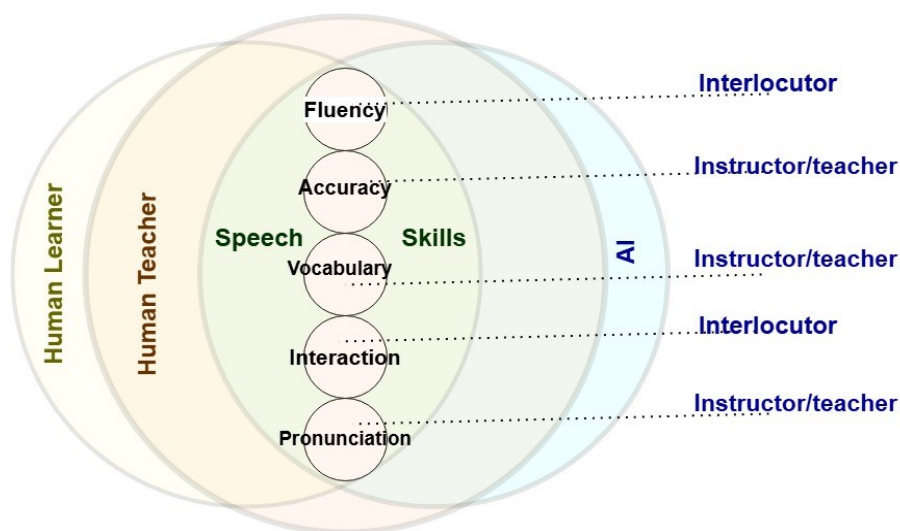 Fluency
Interlocutor
Accuracy
Instructor/teacher
Speech
Skills
Vocabulary
Instructor/teacher
Interaction
Interlocutor
Pronunciation
Instructor/teacher
Human Learner
Human Teacher
AI